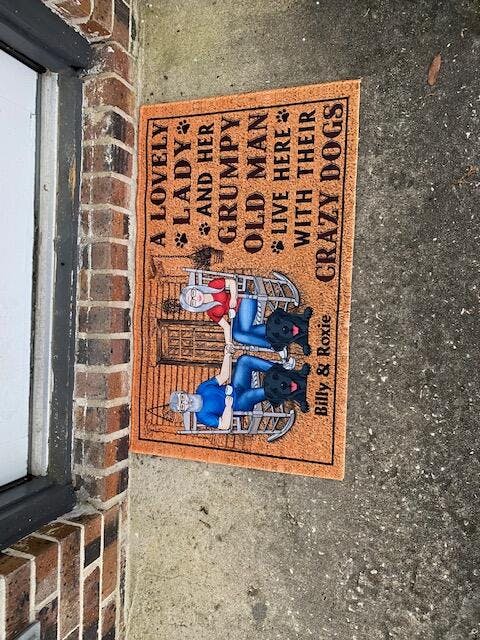 A LOVELY
LADY
AND HER
GRUMPY
OLD MAN
LIVE HERE
WITH THEIR
CRAZY DOGS
Billy & Roxie